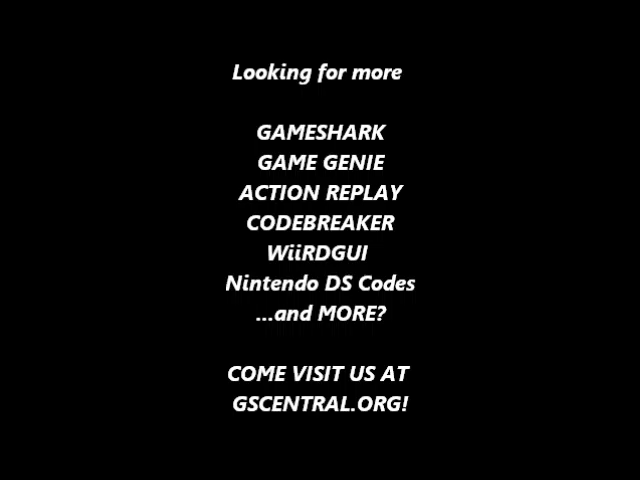 Looking for more
GAMESHARK
GAME GENIE
ACTION REPLAY
CODEBREAKER
WiiRDGUI
Nintendo DS Codes
...and MORE?
COME VISIT US AT
GSCENTRAL.ORG!